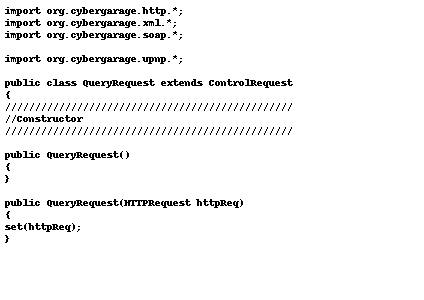 import org.cybergarage.http.*;
import org.cybergarage.xml.*;
import org.cybergarage.soap.*;
import org.cybergarage.upnp.*;
public class QueryRequest extends ControlRequest
{
////////////////////////////////////////////////
//Constructor
////////////////////////////////////////////////
public QueryRequest()
{
}
public QueryRequest(HTTPRequest httpReq)
{
set(httpReq);
}